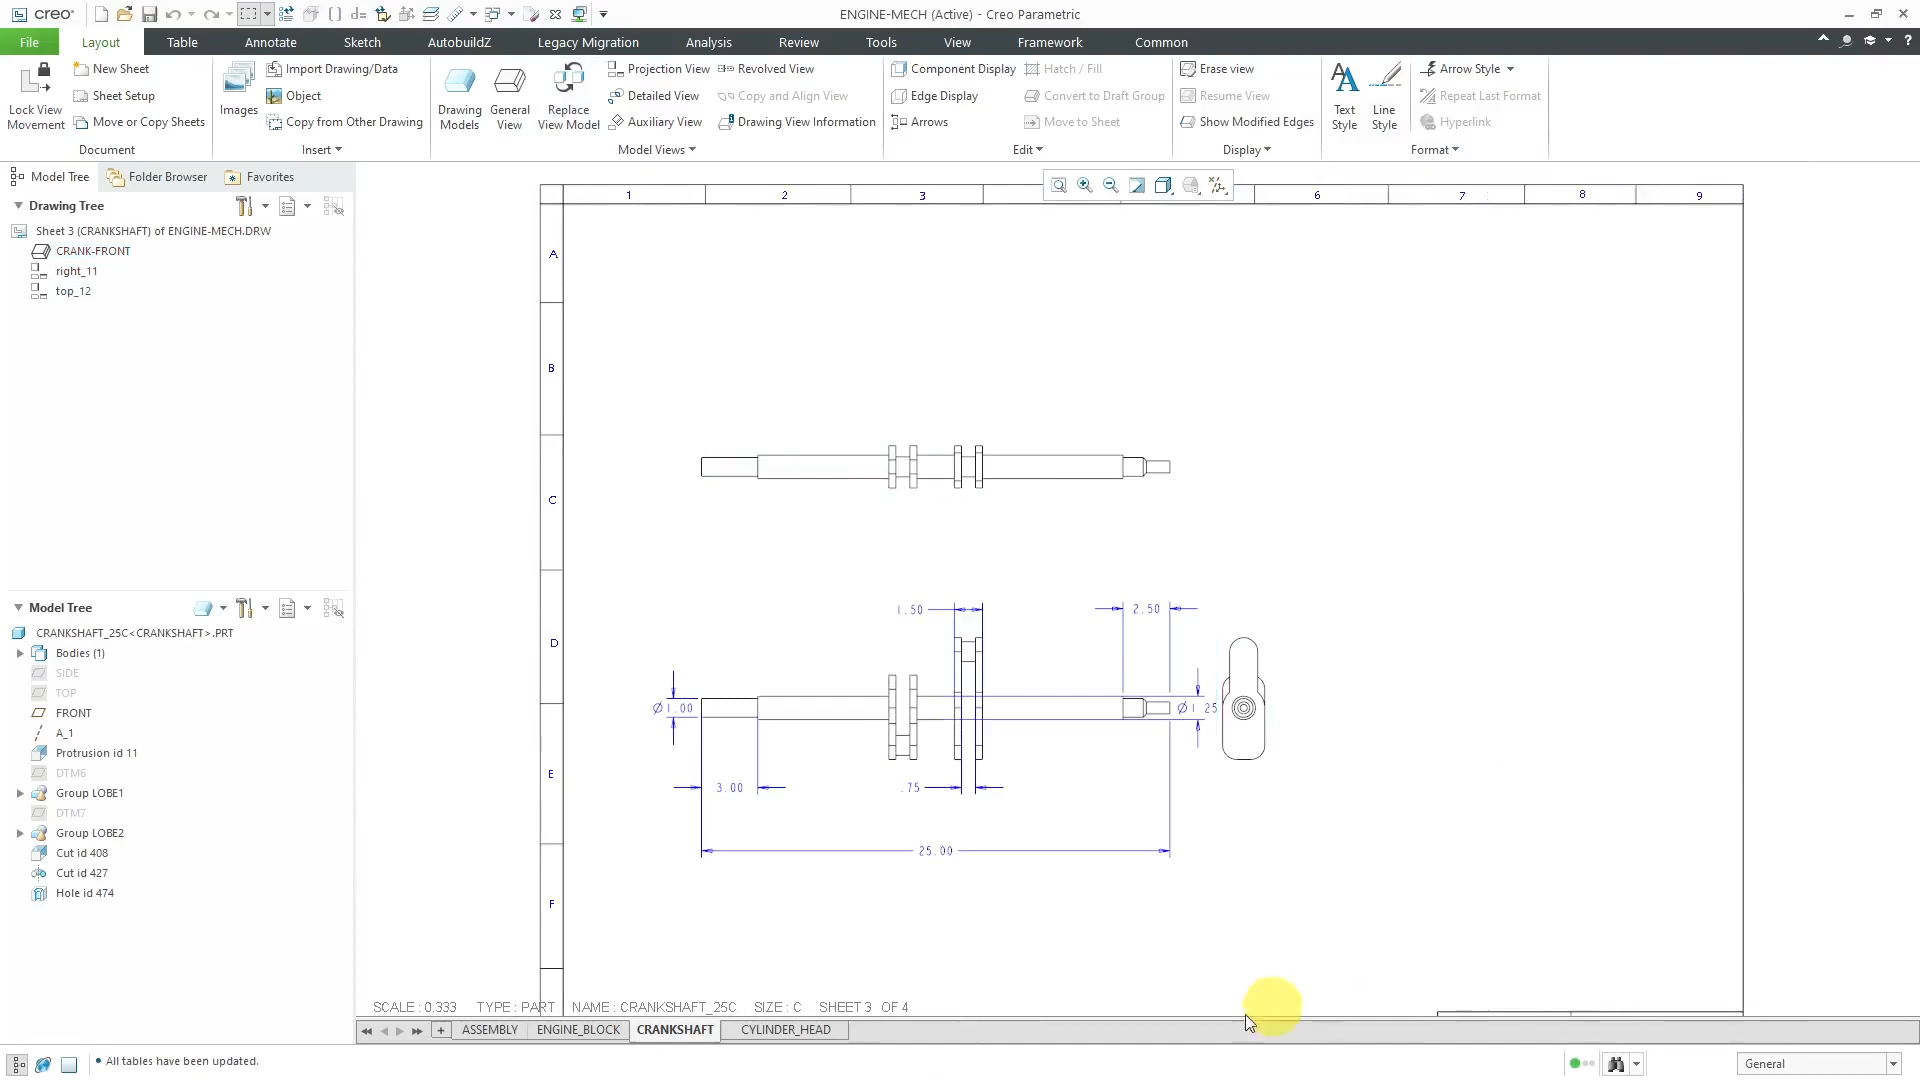 creo
ENGINE-MECH (Active) - Creo Parametric
File
Layout
Table
Annotate
Sketch
AutobuildZ
Legacy Migration
Analysis
Review
Tools
View
Framework
Common
Lock View Movement
New Sheet
Sheet Setup
Move or Copy Sheets
Document
Images
Import Drawing/Data
Object
Copy from Other Drawing
Insert
Drawing Models
General View
Replace View Model
Projection View
Detailed View
Auxiliary View
Revolved View
Copy and Align View
Drawing View Information
Model Views
Component Display
Edge Display
Arrows
Hatch / Fill
Convert to Draft Group
Move to Sheet
Edit
Erase view
Resume View
Show Modified Edges
Display
Text Style
Line Style
Arrow Style
Repeat Last Format
Hyperlink
Format
Model Tree
Folder Browser
Favorites
Drawing Tree
Sheet 3 (CRANKSHAFT) of ENGINE-MECH.DRW
CRANK-FRONT
right_11
top_12
Model Tree
CRANKSHAFT_25C<CRANKSHAFT>.PRT
Bodies (1)
SIDE
TOP
FRONT
A_1
Protrusion id 11
DTM6
Group LOBE1
DTM7
Group LOBE2
Cut id 408
Cut id 427
Hole id 474
1
2
3
6
7
8
9
A
B
C
D
E
F
1.50
2.50
Ø1.00
Ø1.25
3.00
.75
25.00
SCALE : 0.333 TYPE : PART NAME : CRANKSHAFT_25C SIZE : C SHEET 3 OF 4
ASSEMBLY
ENGINE_BLOCK
CRANKSHAFT
CYLINDER_HEAD
All tables have been updated.
General